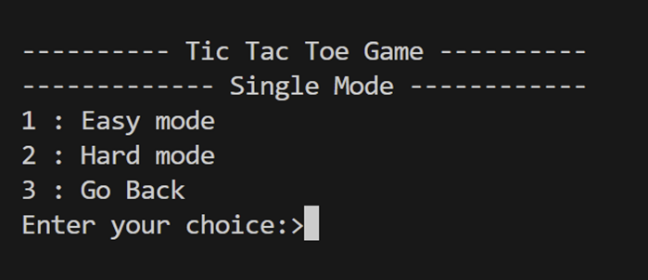 ---------- Tic Tac Toe Game ----------
------------- Single Mode ------------
1 : Easy mode
2 : Hard mode
3 : Go Back
Enter your choice:>